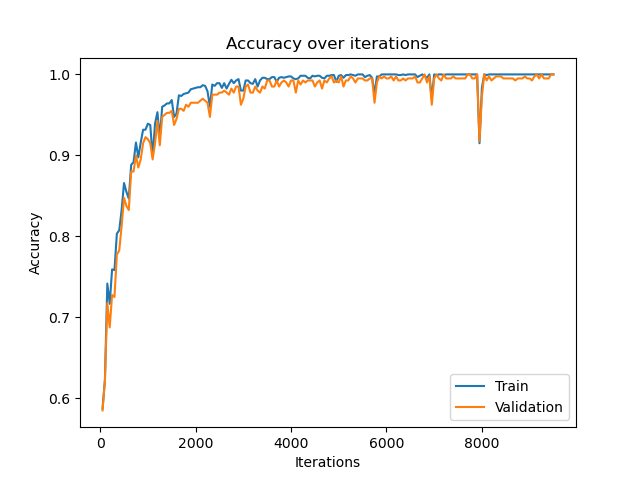 Accuracy over iterations
1.0
0.9
0.8
0.7
0.6
Accuracy
0
2000
4000
6000
8000
Iterations
Train
Validation